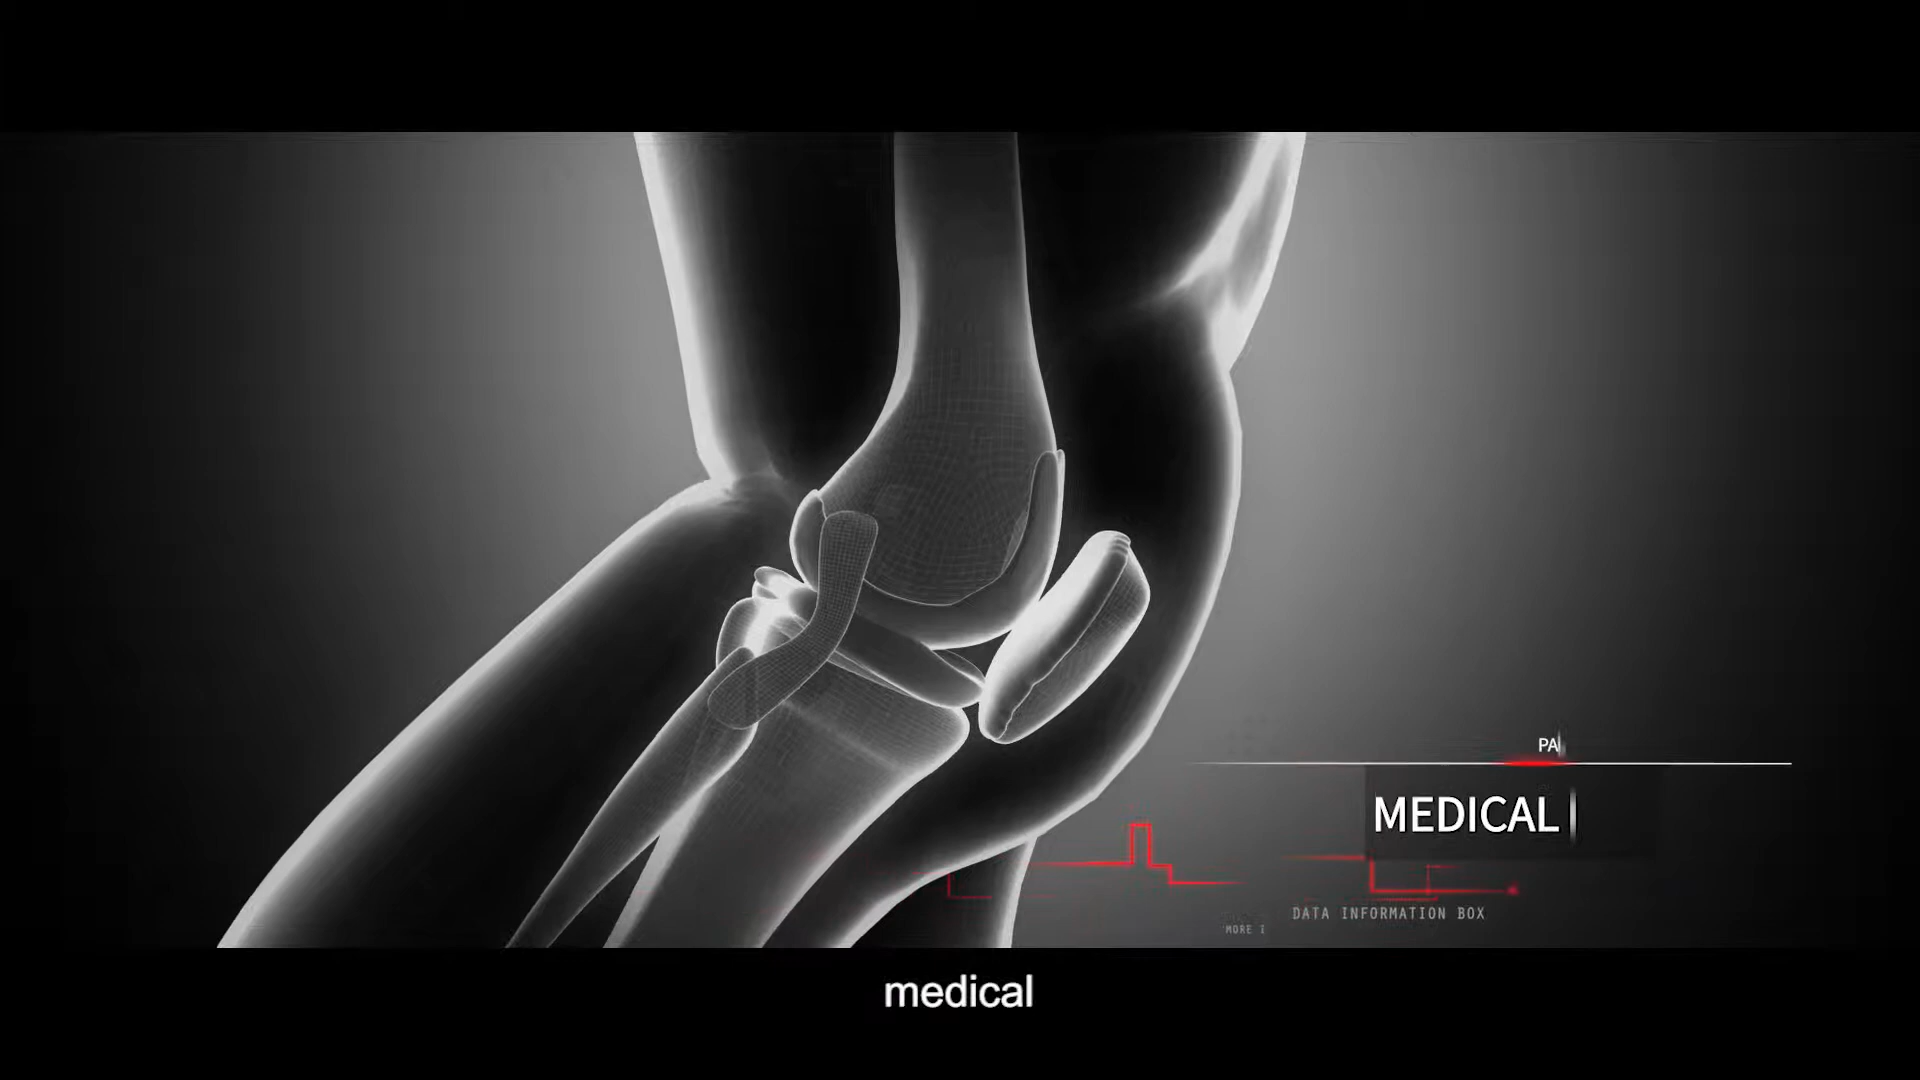 PA
MEDICAL
DATA INFORMATION BOX
MORE I
medical